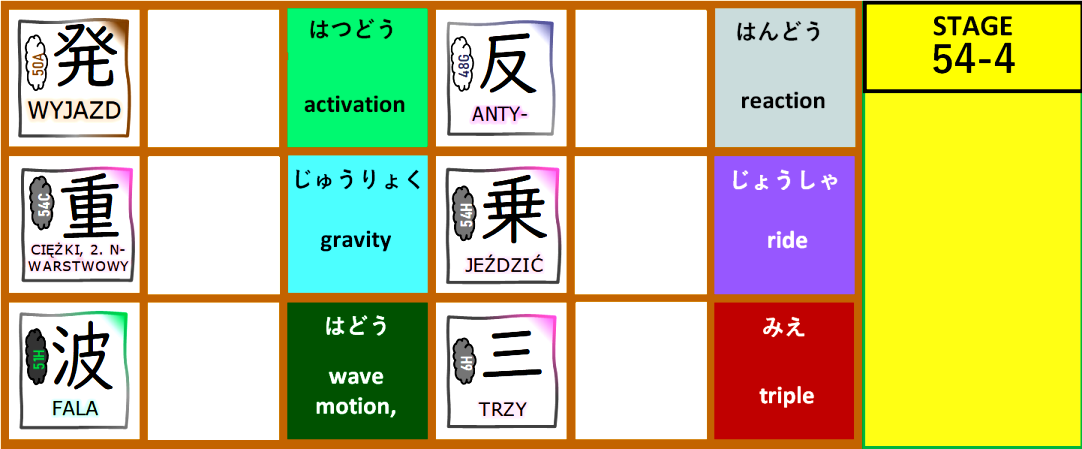 50A
発
WYJAZD
はつどう
activation
48G
反
ANTY-
はんどう
reaction
STAGE
54-4
54C
重
CIĘŻKI, 2. N-
WARSTWOWY
じゅうりょく
gravity
54H
乗
JEŹDZIĆ
じょうしゃ
ride
51H
波
FALA
はどう
wave
motion,
6H
三
TRZY
みえ
triple